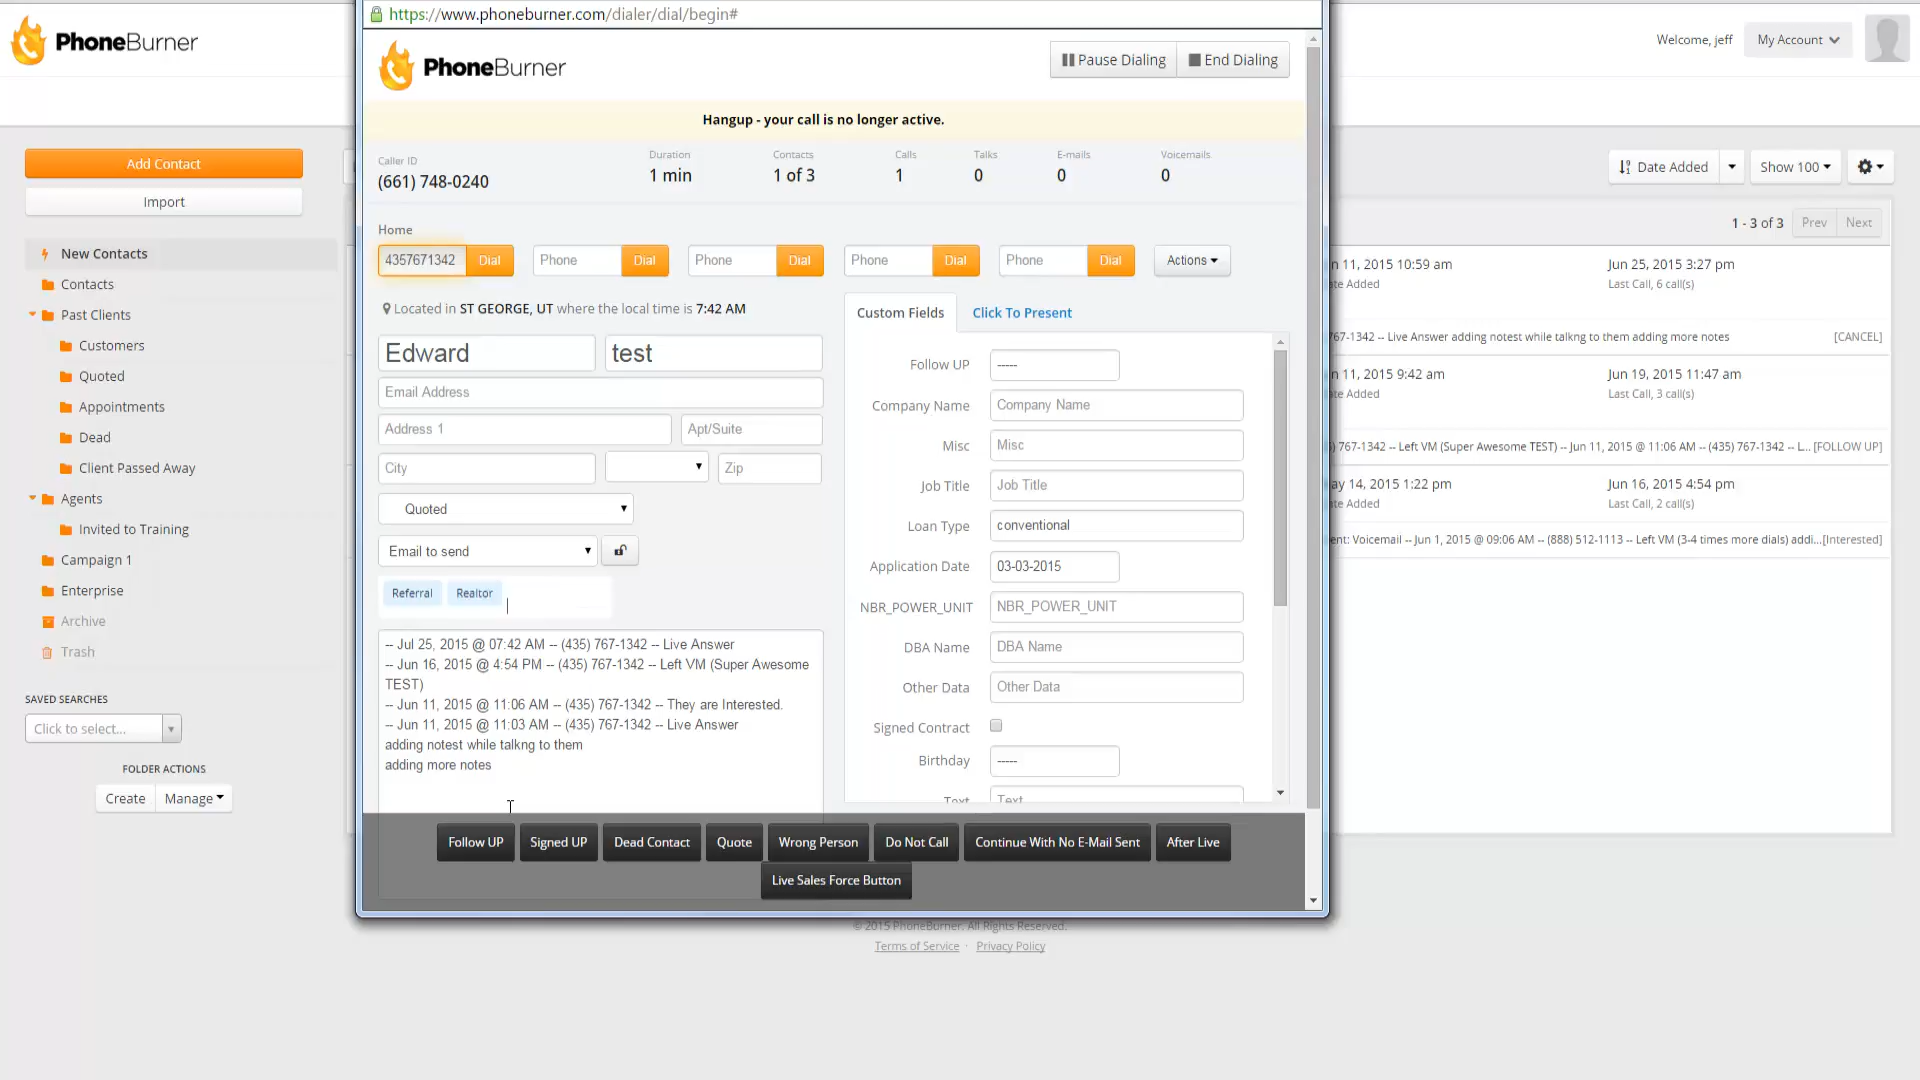 https://www.phoneburner.com/dialer/dial/begin#
PhoneBurner
Welcome, jeff
My Account
PhoneBurner
Pause Dialing
End Dialing
Hangup - your call is no longer active.
Caller ID
(661) 748-0240
Duration
1 min
Contacts
1 of 3
Calls
1
Talks
0
E-mails
0
Voicemails
0
Home
4357671342
Dial
Phone
Dial
Phone
Dial
Phone
Dial
Phone
Dial
Actions
Located in ST GEORGE, UT where the local time is 7:42 AM
Edward
test
Email Address
Address 1
Apt/Suite
City
Zip
Quoted
Email to send
Referral
Realtor
-- Jul 25, 2015 @ 07:42 AM -- (435) 767-1342 -- Live Answer
-- Jun 16, 2015 @ 4:54 PM -- (435) 767-1342 -- Left VM (Super Awesome
TEST)
-- Jun 11, 2015 @ 11:06 AM -- (435) 767-1342 -- They are Interested.
-- Jun 11, 2015 @ 11:03 AM -- (435) 767-1342 -- Live Answer
adding notest while talkng to them
adding more notes
Custom Fields
Click To Present
Follow UP
-----
Company Name
Company Name
Misc
Misc
Job Title
Job Title
Loan Type
conventional
Application Date
03-03-2015
NBR_POWER_UNIT
NBR_POWER_UNIT
DBA Name
DBA Name
Other Data
Other Data
Signed Contract
Birthday
-----
Text
Text
Follow UP
Signed UP
Dead Contact
Quote
Wrong Person
Do Not Call
Continue With No E-Mail Sent
After Live
Live Sales Force Button
Add Contact
Import
New Contacts
Contacts
Past Clients
Customers
Quoted
Appointments
Dead
Client Passed Away
Agents
Invited to Training
Campaign 1
Enterprise
Archive
Trash
SAVED SEARCHES
Click to select...
FOLDER ACTIONS
Create
Manage
Date Added
Show 100
1 - 3 of 3
Prev
Next
n 11, 2015 10:59 am
Jun 25, 2015 3:27 pm
te Added
Last Call, 6 call(s)
767-1342 -- Live Answer adding notest while talkng to them adding more notes
[CANCEL]
n 11, 2015 9:42 am
Jun 19, 2015 11:47 am
te Added
Last Call, 3 call(s)
) 767-1342 -- Left VM (Super Awesome TEST) -- Jun 11, 2015 @ 11:06 AM -- (435) 767-1342 -- L... [FOLLOW UP]
ay 14, 2015 1:22 pm
Jun 16, 2015 4:54 pm
te Added
Last Call, 2 call(s)
ent: Voicemail -- Jun 1, 2015 @ 09:06 AM -- (888) 512-1113 -- Left VM (3-4 times more dials) addi...[Interested]
© 2015 PhoneBurner. All Rights Reserved.
Terms of Service · Privacy Policy